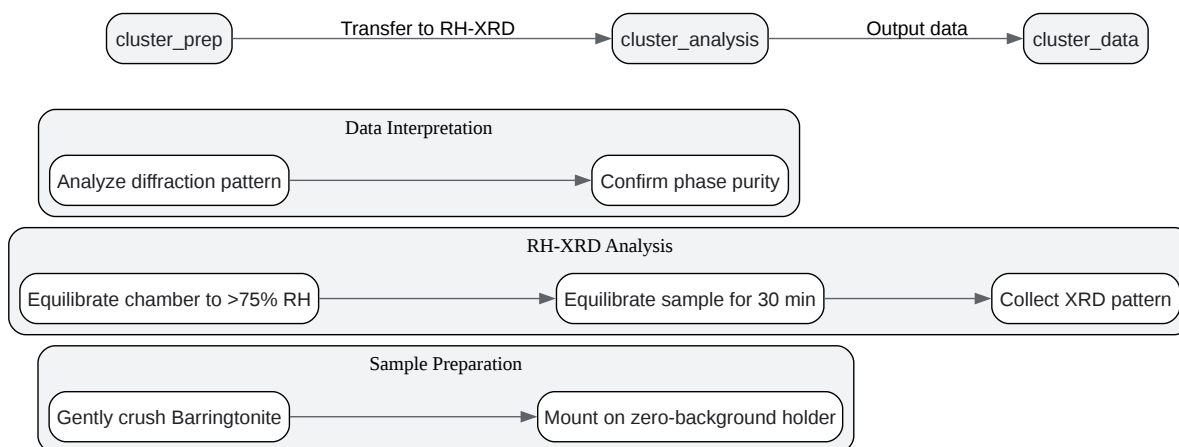 cluster_prep
Transfer to RH-XRD
cluster_analysis
Output data
cluster_data
Data Interpretation
Analyze diffraction pattern
Confirm phase purity
RH-XRD Analysis
Equilibrate chamber to >75% RH
Equilibrate sample for 30 min
Collect XRD pattern
Sample Preparation
Gently crush Barringtonite
Mount on zero-background holder